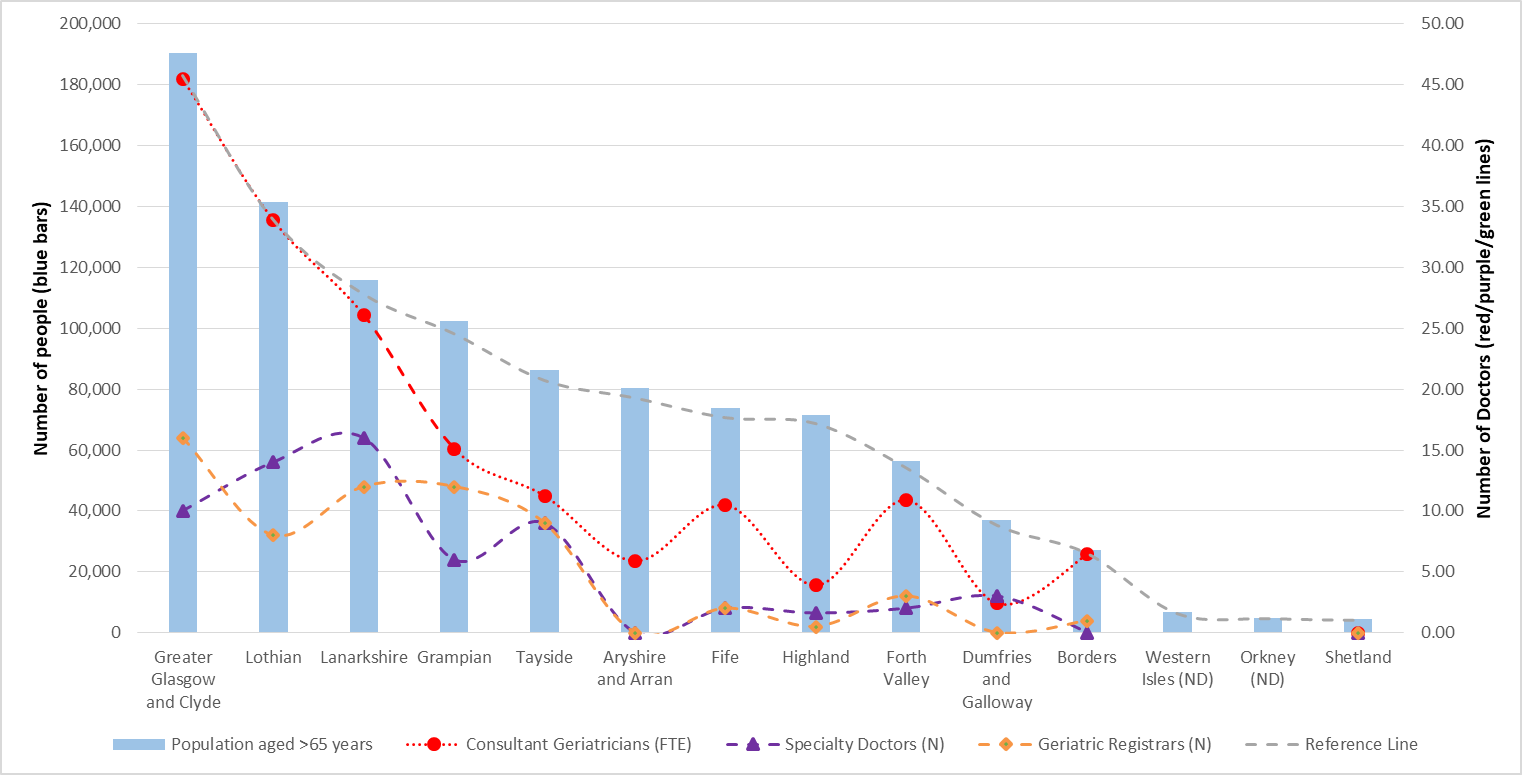 200,000
180,000
160,000
140,000
120,000
100,000
80,000
60,000
40,000
20,000
0
Number of people (blue bars)
50.00
45.00
40.00
35.00
30.00
25.00
20.00
15.00
10.00
5.00
0.00
Number of Doctors (red/purple/green lines)
Greater
Glasgow
and Clyde
Lothian
Lanarkshire
Grampian
Tayside
Aryshire
and Arran
Fife
Highland
Forth
Valley
Dumfries
and
Galloway
Borders
Western
Isles (ND)
Orkney
(ND)
Shetland
Population aged >65 years
Consultant Geriatricians (FTE)
Specialty Doctors (N)
Geriatric Registrars (N)
Reference Line